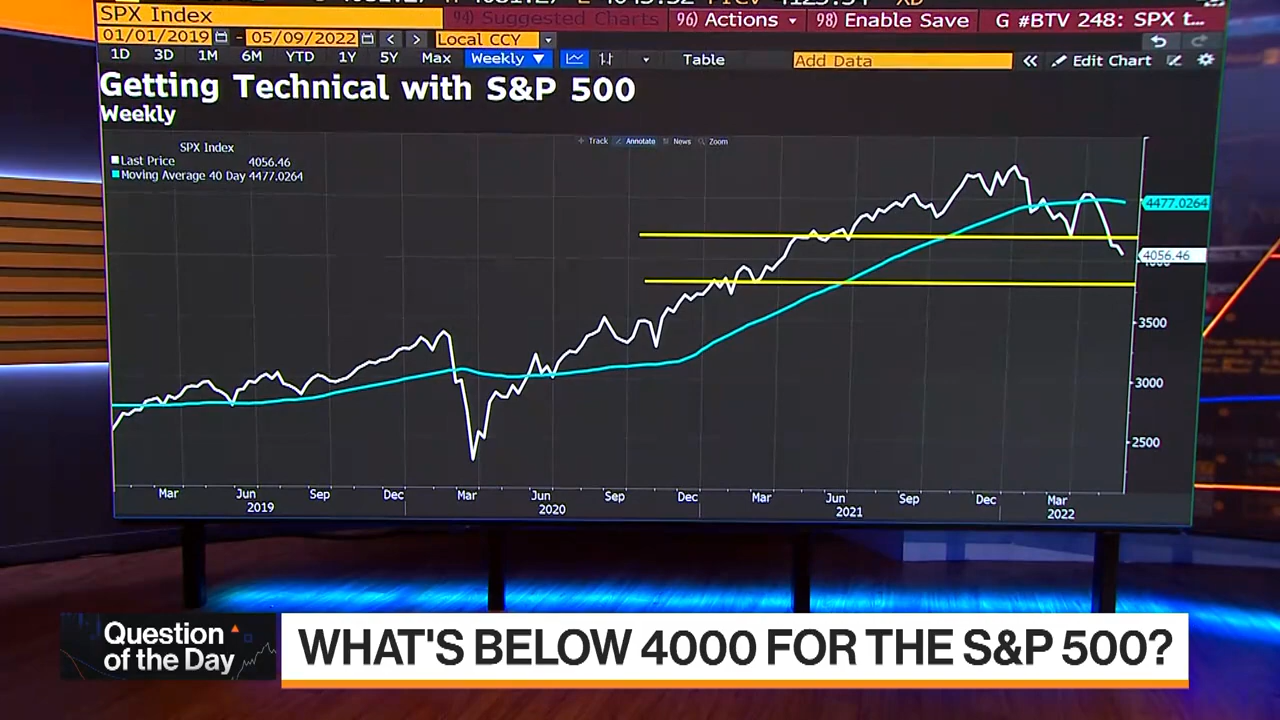 SPX Index
94) Suggested Charts
96) Actions
98) Enable Save
G #BTV 248: SPX t...
01/01/2019 - 05/09/2022 < > Local CCY
1D 3D 1M 6M YTD 1Y 5Y Max Weekly ▼ Table Add Data « Edit Chart
Getting Technical with S&P 500
Weekly
Track Annotate News Zoom
SPX Index
Last Price 4056.46
Moving Average 40 Day 4477.0264
4477.0264
4056.46
3500
3000
2500
Mar Jun Sep Dec Mar Jun Sep Dec Mar Jun Sep Dec Mar
2019 2020 2021 2022
Question
of the Day
WHAT'S BELOW 4000 FOR THE S&P 500?